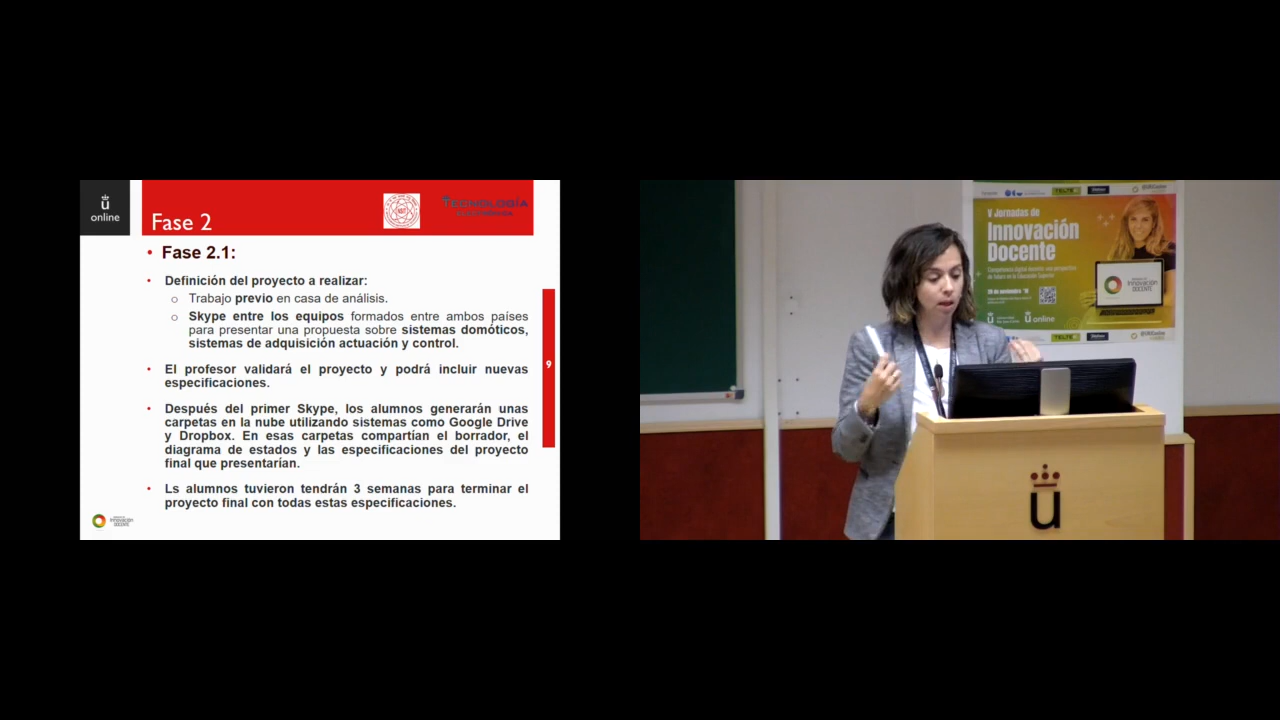 ü
online
Fase 2
TECNOLOGÍA
• Fase 2.1:
• Definición del proyecto a realizar:
o Trabajo previo en casa de análisis.
o Skype entre los equipos formados entre ambos países
para presentar una propuesta sobre sistemas domóticos,
sistemas de adquisición actuación y control.
• El profesor validará el proyecto y podrá incluir nuevas
especificaciones.
• Después del primer Skype, los alumnos generarán unas
carpetas en la nube utilizando sistemas como Google Drive
y Dropbox. En esas carpetas compartían el borrador, el
diagrama de estados y las especificaciones del proyecto
final que presentarían.
• Ls alumnos tuvieron tendrán 3 semanas para terminar el
proyecto final con todas estas especificaciones.
9
innovación
DOCENTE
V Jornadas de
Innovación
Docente
ü online
innovación
DOCENTE
ü